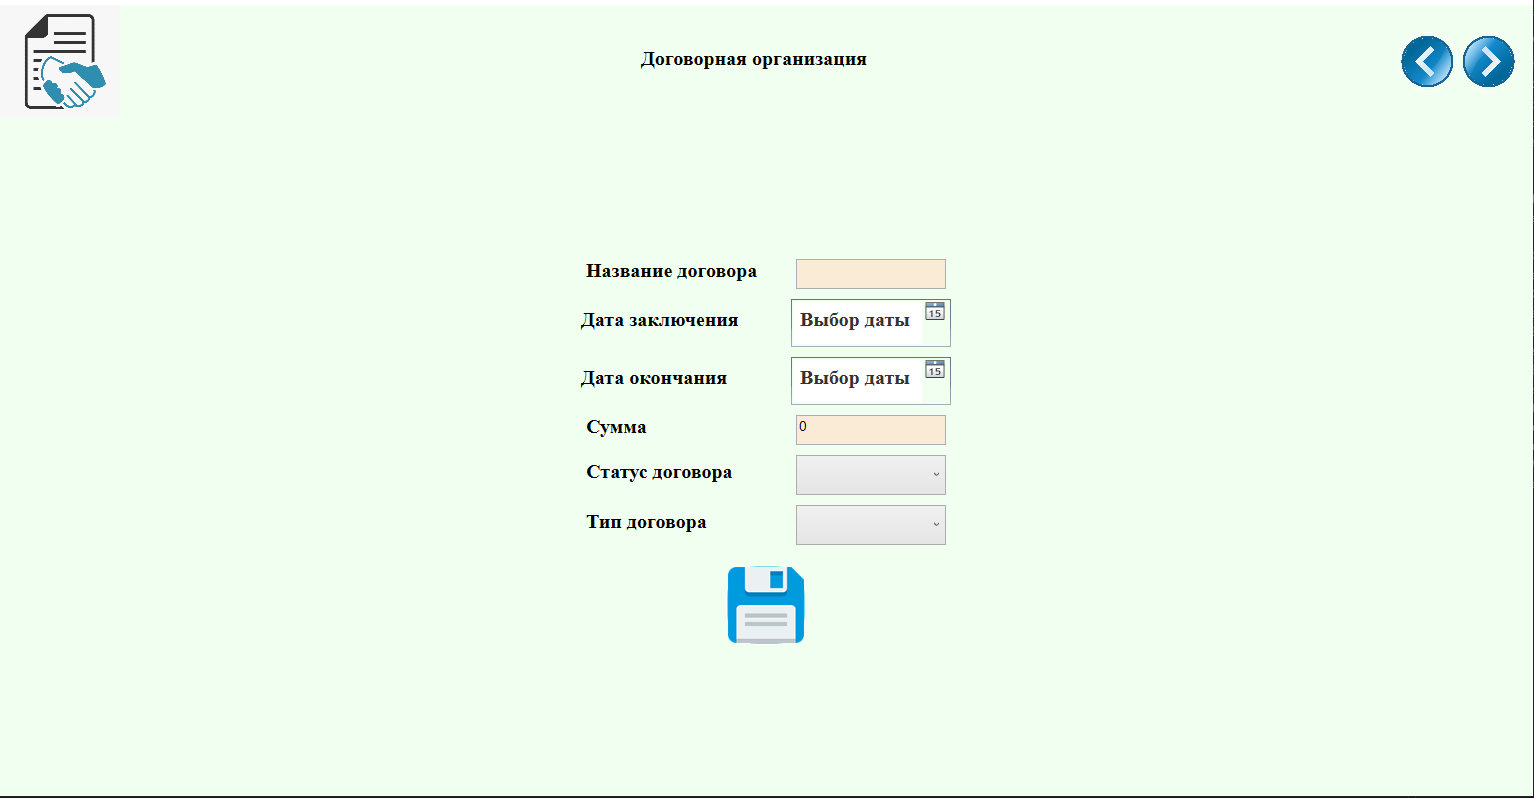 Договорная организация
Название договора
Дата заключения
Выбор даты
15
Дата окончания
Выбор даты
15
Сумма
0
Статус договора
Тип договора